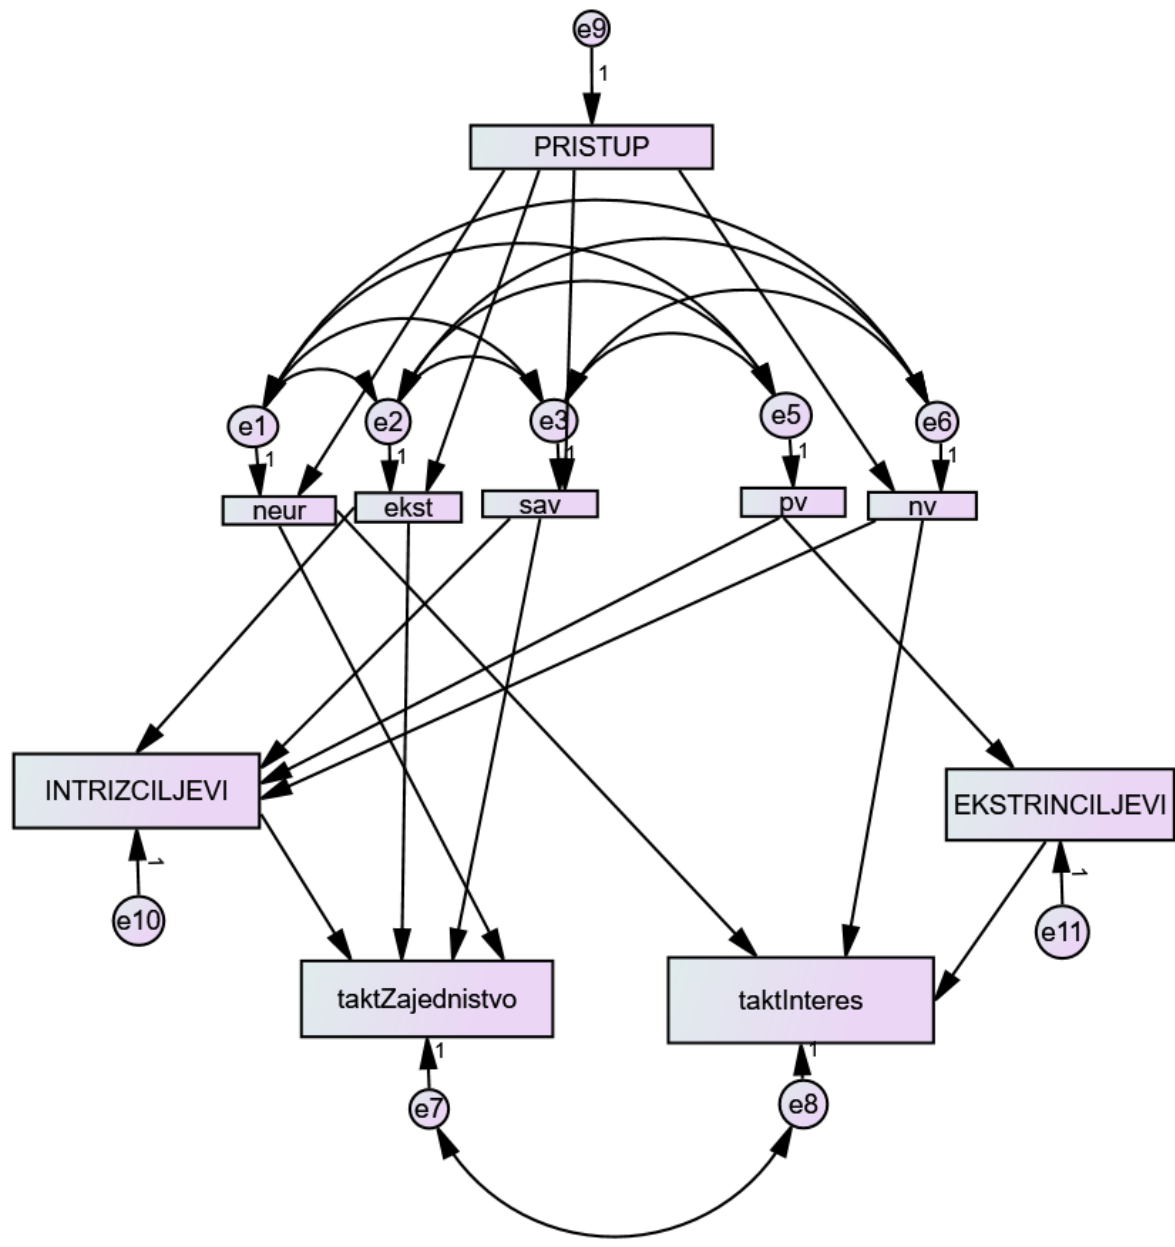 e9
1
PRISTUP
e1
e2
e3
e5
e6
1
1
1
1
1
neur
ekst
sav
pv
nv
INTRIZCILJEVI
EKSTRINCILJEVI
1
1
e10
e11
taktZajednistvo
taktInteres
1
1
e7
e8